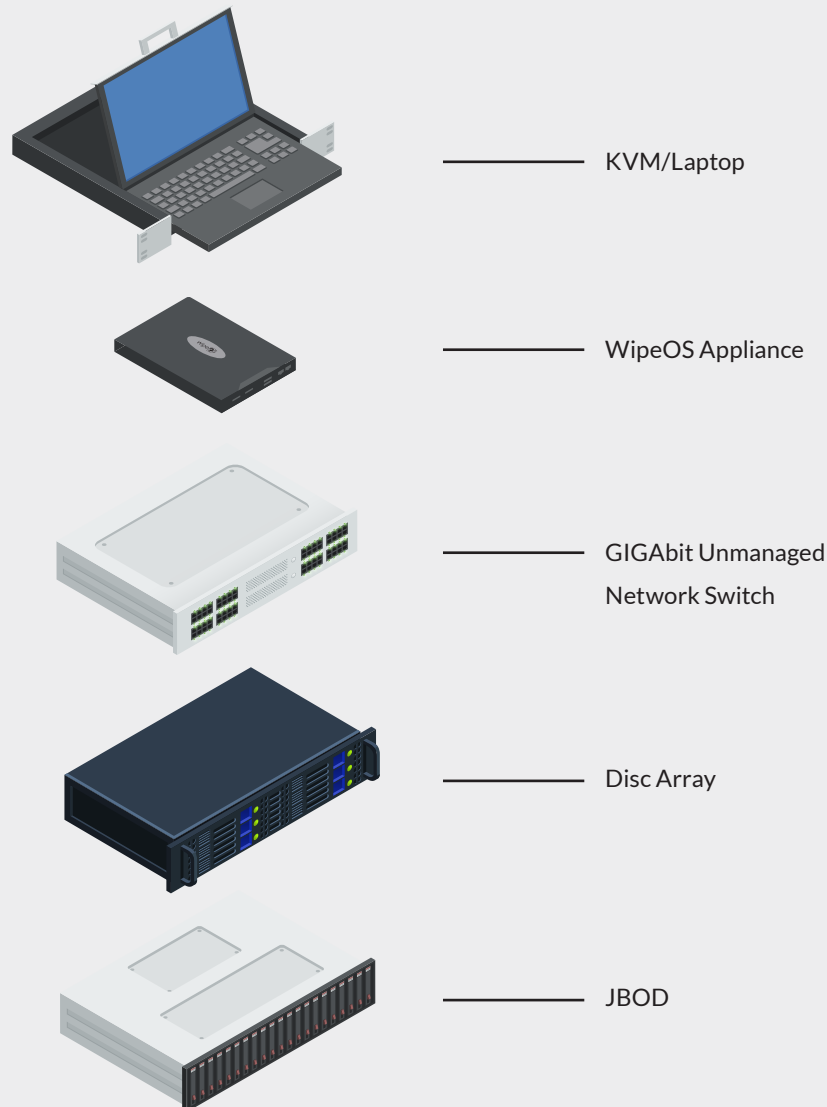 KVM/Laptop
WipeOS Appliance
GIGAbit Unmanaged
Network Switch
Disc Array
JBOD